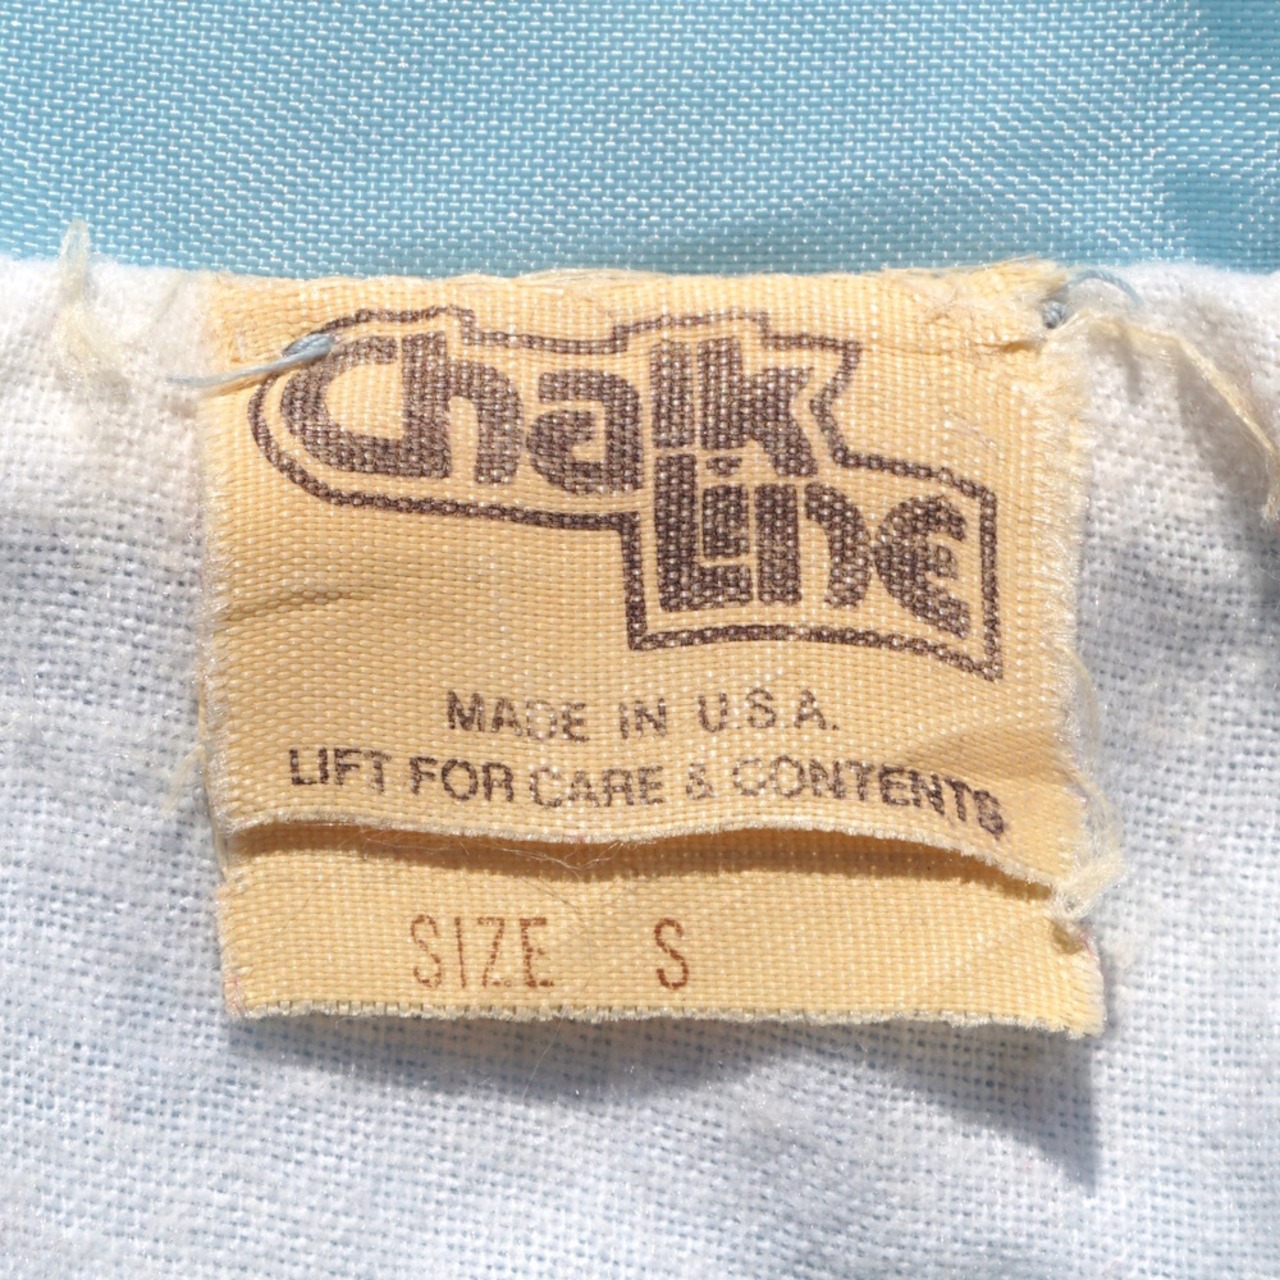 Chalk
Line
MADE IN U.S.A.
LIFT FOR CARE & CONTENTS
SIZE S